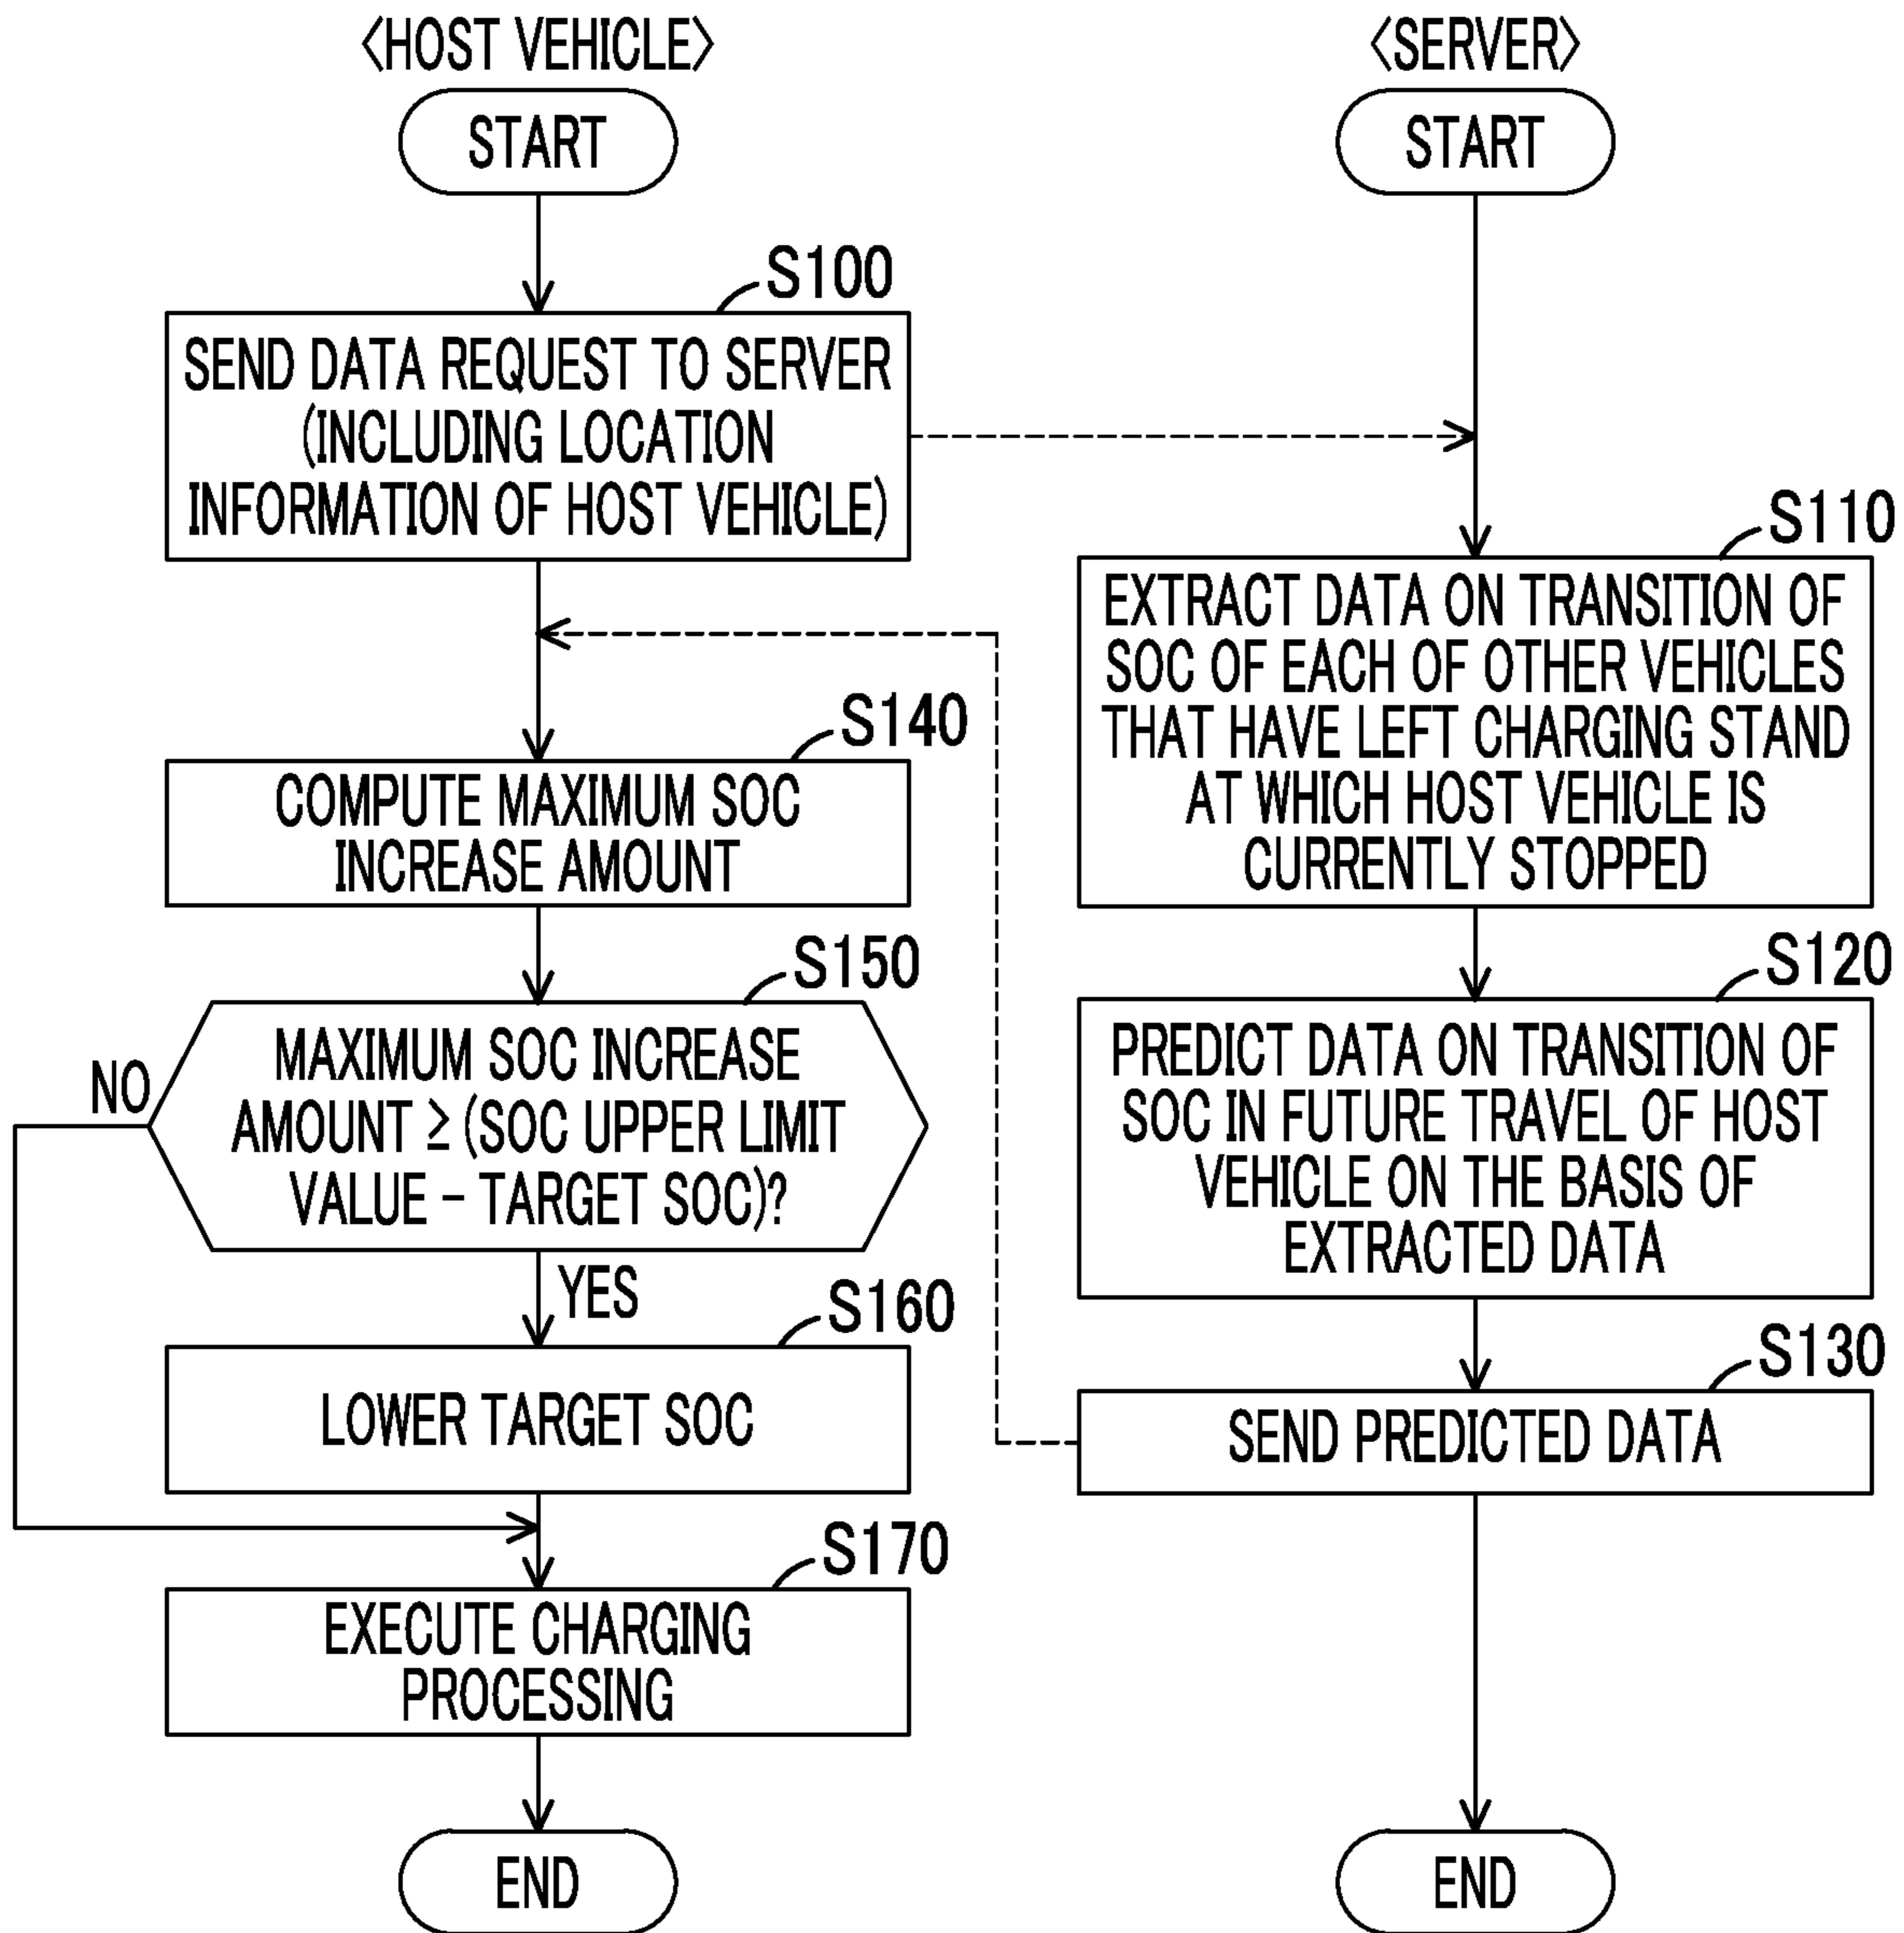 <HOST VEHICLE>
START
S100
SEND DATA REQUEST TO SERVER
(INCLUDING LOCATION
INFORMATION OF HOST VEHICLE)
S140
COMPUTE MAXIMUM SOC
INCREASE AMOUNT
S150
MAXIMUM SOC INCREASE
AMOUNT ≥ (SOC UPPER LIMIT
VALUE - TARGET SOC)?
NO
YES
S160
LOWER TARGET SOC
S170
EXECUTE CHARGING
PROCESSING
END
<SERVER>
START
S110
EXTRACT DATA ON TRANSITION OF
SOC OF EACH OF OTHER VEHICLES
THAT HAVE LEFT CHARGING STAND
AT WHICH HOST VEHICLE IS
CURRENTLY STOPPED
S120
PREDICT DATA ON TRANSITION OF
SOC IN FUTURE TRAVEL OF HOST
VEHICLE ON THE BASIS OF
EXTRACTED DATA
S130
SEND PREDICTED DATA
END